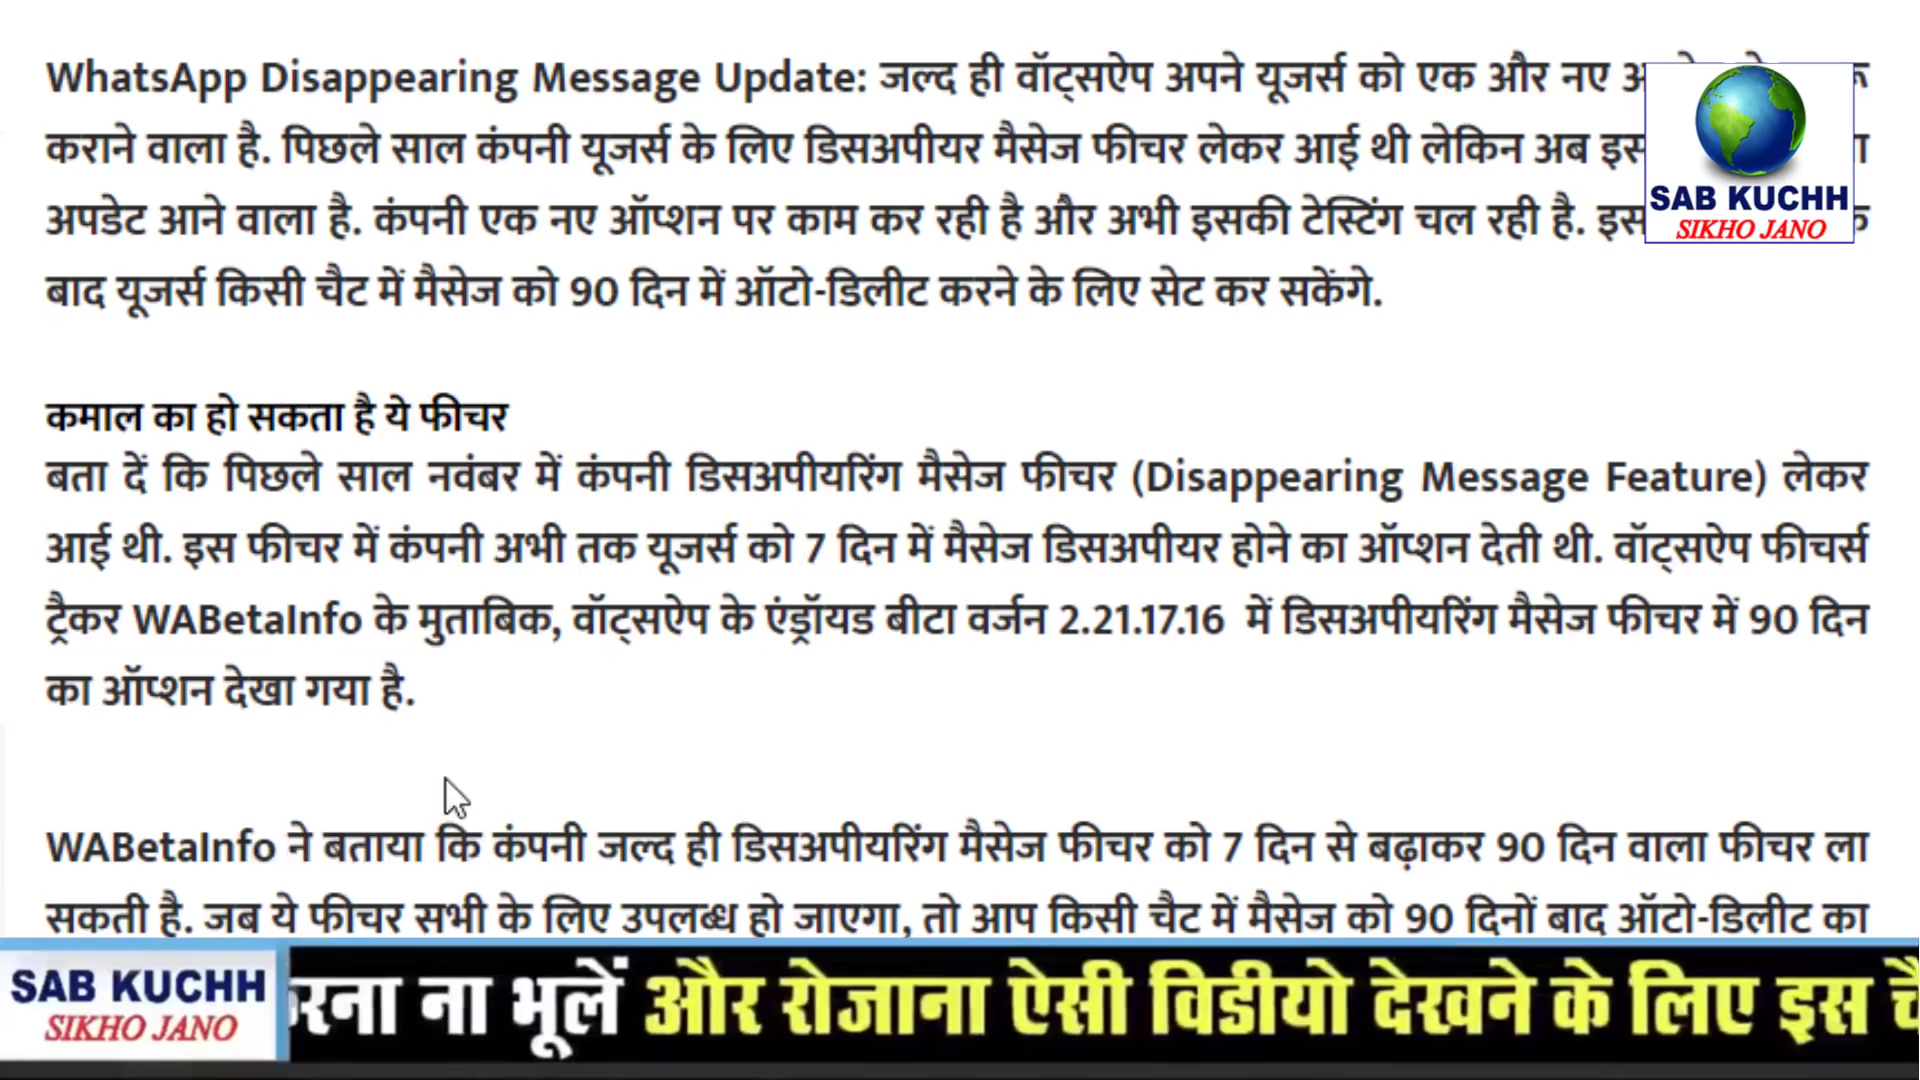 WhatsApp Disappearing Message Update: जल्द ही वॉट्सऐप अपने यूजर्स को एक और नए
कराने वाला है. पिछले साल कंपनी यूजर्स के लिए डिसअपीयर मैसेज फीचर लेकर आई थी लेकिन अब
अपडेट आने वाला है. कंपनी एक नए ऑप्शन पर काम कर रही है और अभी इसकी टेस्टिंग चल रही है.
बाद यूजर्स किसी चैट में मैसेज को 90 दिन में ऑटो-डिलीट करने के लिए सेट कर सकेंगे.
SAB KUCHH
SIKHO JANO
कमाल का हो सकता है ये फीचर
बता दें कि पिछले साल नवंबर में कंपनी डिसअपीयरिंग मैसेज फीचर (Disappearing Message Feature) लेकर
आई थी. इस फीचर में कंपनी अभी तक यूजर्स को 7 दिन में मैसेज डिसअपीयर होने का ऑप्शन देती थी. वॉट्सऐप फीचर्स
ट्रैकर WABetaInfo के मुताबिक, वॉट्सऐप के एंड्रॉयड बीटा वर्जन 2.21.17.16 में डिसअपीयरिंग मैसेज फीचर में 90 दिन
का ऑप्शन देखा गया है.
WABetaInfo ने बताया कि कंपनी जल्द ही डिसअपीयरिंग मैसेज फीचर को 7 दिन से बढ़ाकर 90 दिन वाला फीचर ला
सकती है. जब ये फीचर सभी के लिए उपलब्ध हो जाएगा, तो आप किसी चैट में मैसेज को 90 दिनों बाद ऑटो-डिलीट का
SAB KUCHH
SIKHO JANO
ना भूलें और रोजाना ऐसी विडीयो देखने के लिए इस